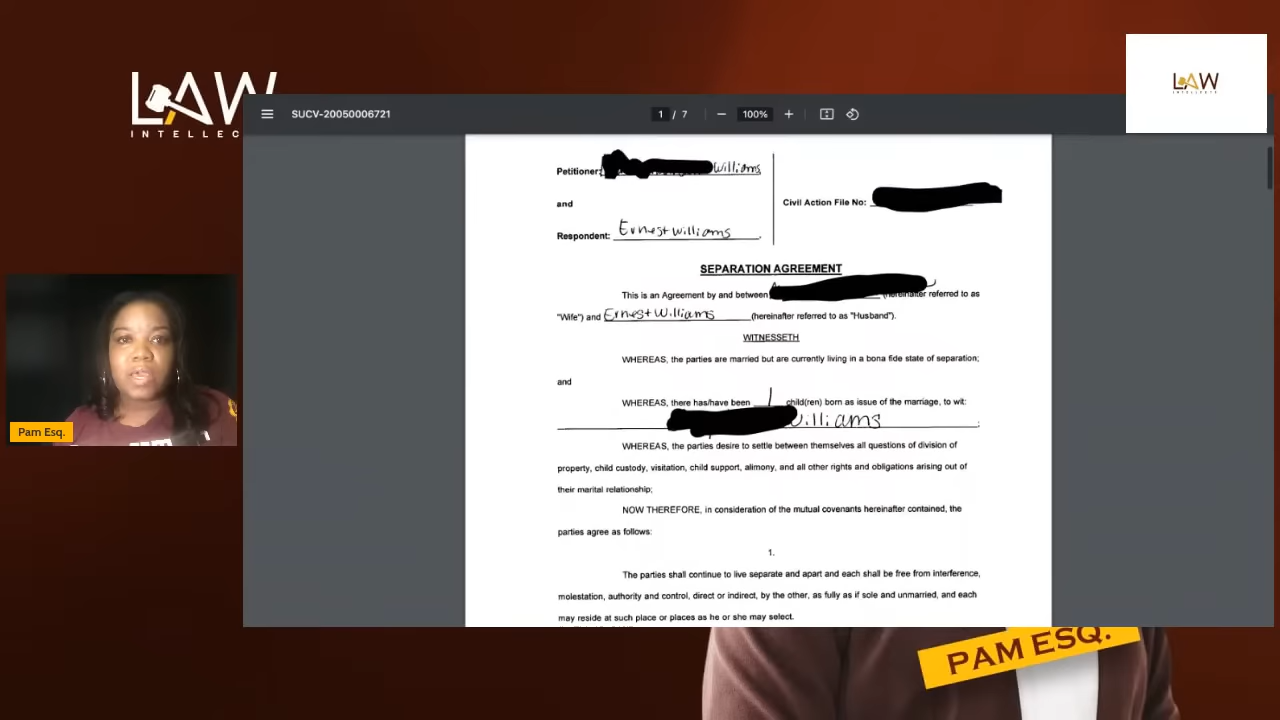 LAW
INTELLEC
LAW
INTELLECTS
SUCV-20050006721
1 / 7
100%
Petitioner: Williams
and
Civil Action File No:
Respondent: Ernest Williams
SEPARATION AGREEMENT
This is an Agreement by and between (hereinafter referred to as
"Wife") and Ernest Williams (hereinafter referred to as "Husband").
WITNESSETH
WHEREAS, the parties are married but are currently living in a bona fide state of separation;
and
WHEREAS, there has/have been 1 child(ren) born as issue of the marriage, to wit:
Williams
WHEREAS, the parties desire to settle between themselves all questions of division of
property, child custody, visitation, child support, alimony, and all other rights and obligations arising out of
their marital relationship;
NOW THEREFORE, in consideration of the mutual covenants hereinafter contained, the
parties agree as follows:
1.
The parties shall continue to live separate and apart and each shall be free from interference,
molestation, authority and control, direct or indirect, by the other, as fully as if sole and unmarried, and each
may reside at such place or places as he or she may select.
Pam Esq.
PAM ESQ.